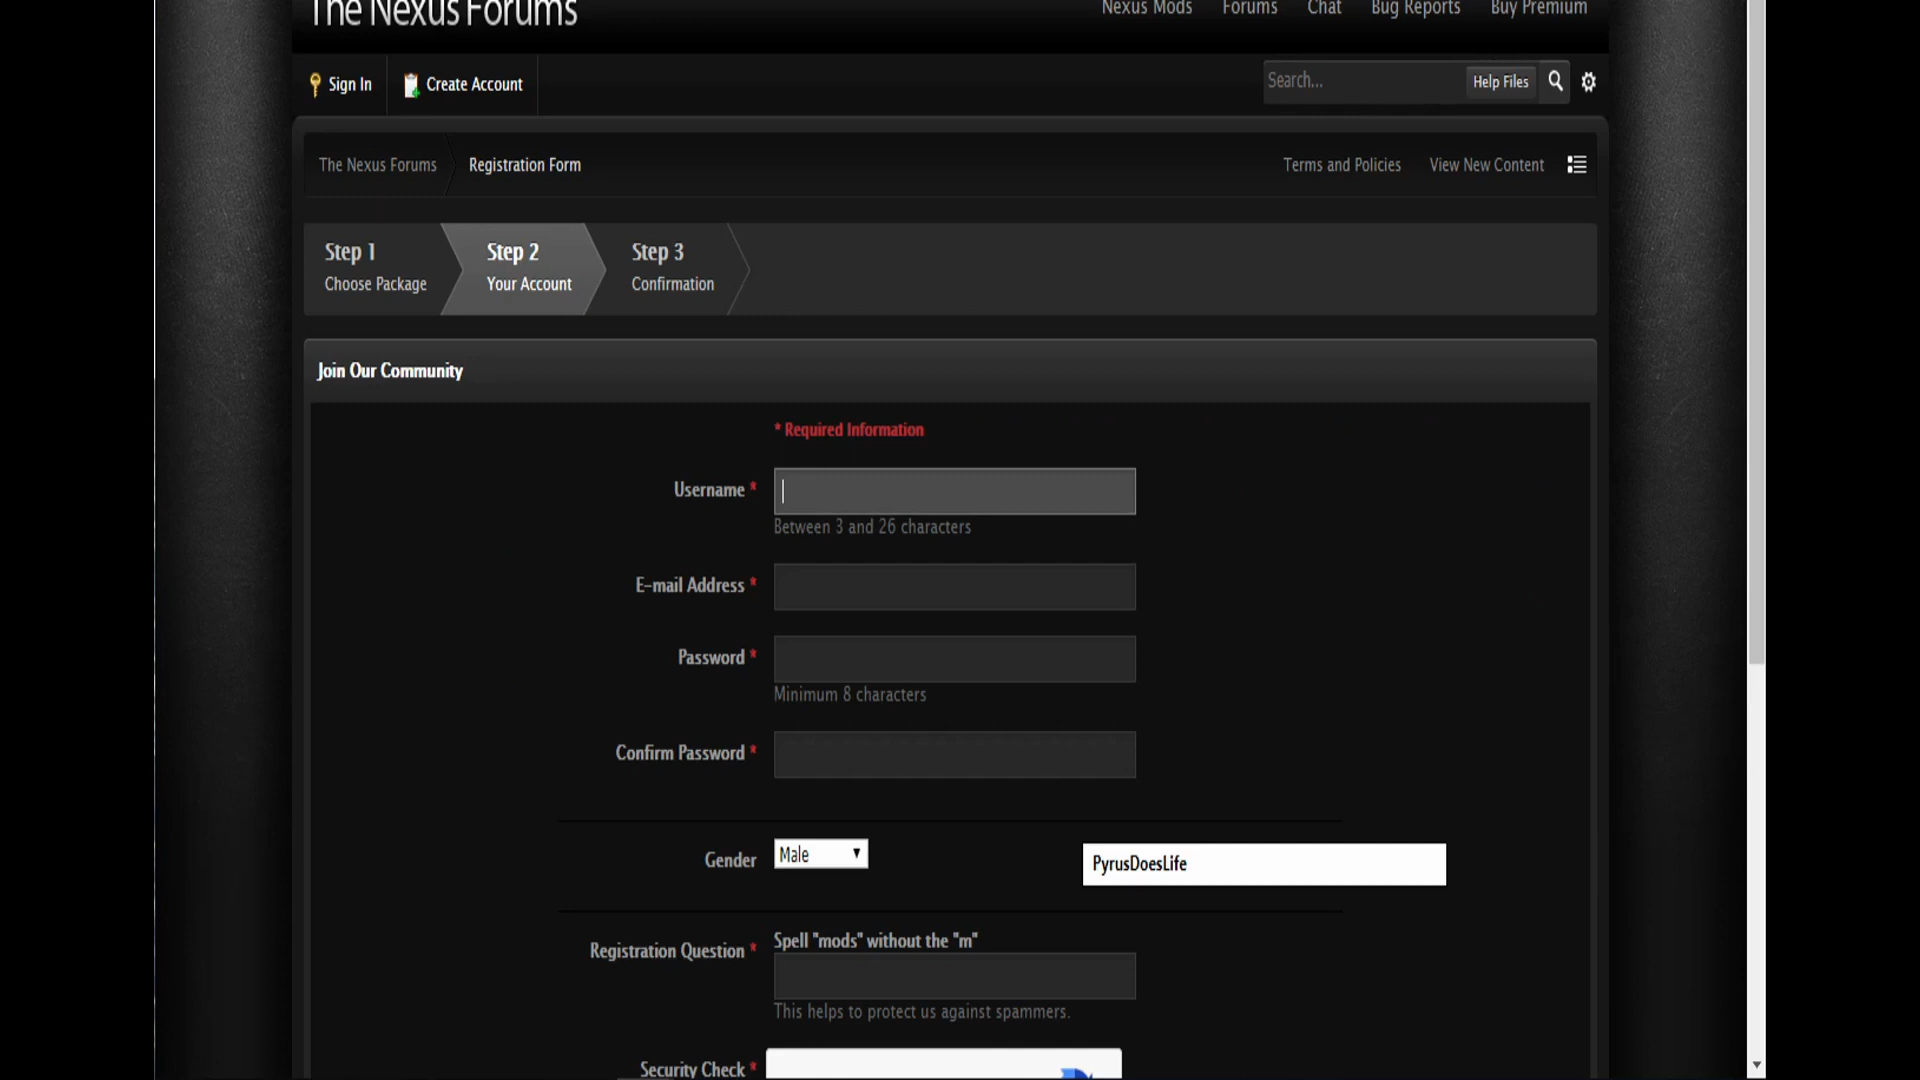 The Nexus Forums
Nexus Mods Forums Chat Bug Reports Buy Premium
Sign In Create Account Search... Help Files
The Nexus Forums Registration Form Terms and Policies View New Content
Step 1 Step 2 Step 3
Choose Package Your Account Confirmation
Join Our Community
* Required Information
Username *
Between 3 and 26 characters
E-mail Address *
Password *
Minimum 8 characters
Confirm Password *
Gender Male PyrusDoesLife
Registration Question * Spell "mods" without the "m"
This helps to protect us against spammers.
Security Check *